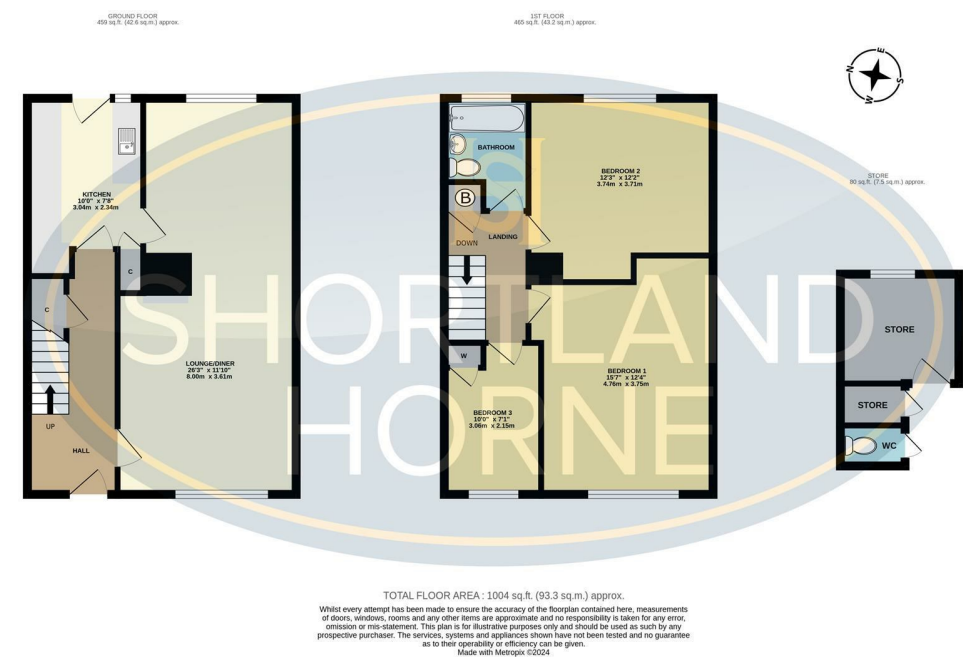 GROUND FLOOR
459 sq.ft. (42.6 sq.m.) approx.
1ST FLOOR
465 sq.ft. (43.2 sq.m.) approx.
N
E
S
W
STORE
80 sq.ft. (7.5 sq.m.) approx.
KITCHEN
10'0" x 7'8"
3.04m x 2.34m
C
C
LOUNGE/DINER
26'3" x 11'10"
8.00m x 3.61m
UP
HALL
BATHROOM
B
DOWN
LANDING
BEDROOM 2
12'3" x 12'2"
3.74m x 3.71m
W
BEDROOM 3
10'0" x 7'1"
3.06m x 2.15m
BEDROOM 1
15'7" x 12'4"
4.76m x 3.75m
STORE
STORE
WC
SHORTLAND
HORNE
TOTAL FLOOR AREA : 1004 sq.ft. (93.3 sq.m.) approx.
Whilst every attempt has been made to ensure the accuracy of the floorplan contained here, measurements
of doors, windows, rooms and any other items are approximate and no responsibility is taken for any error,
omission or mis-statement. This plan is for illustrative purposes only and should be used as such by any
prospective purchaser. The services, systems and appliances shown have not been tested and no guarantee
as to their operability or efficiency can be given.
Made with Metropix ©2024